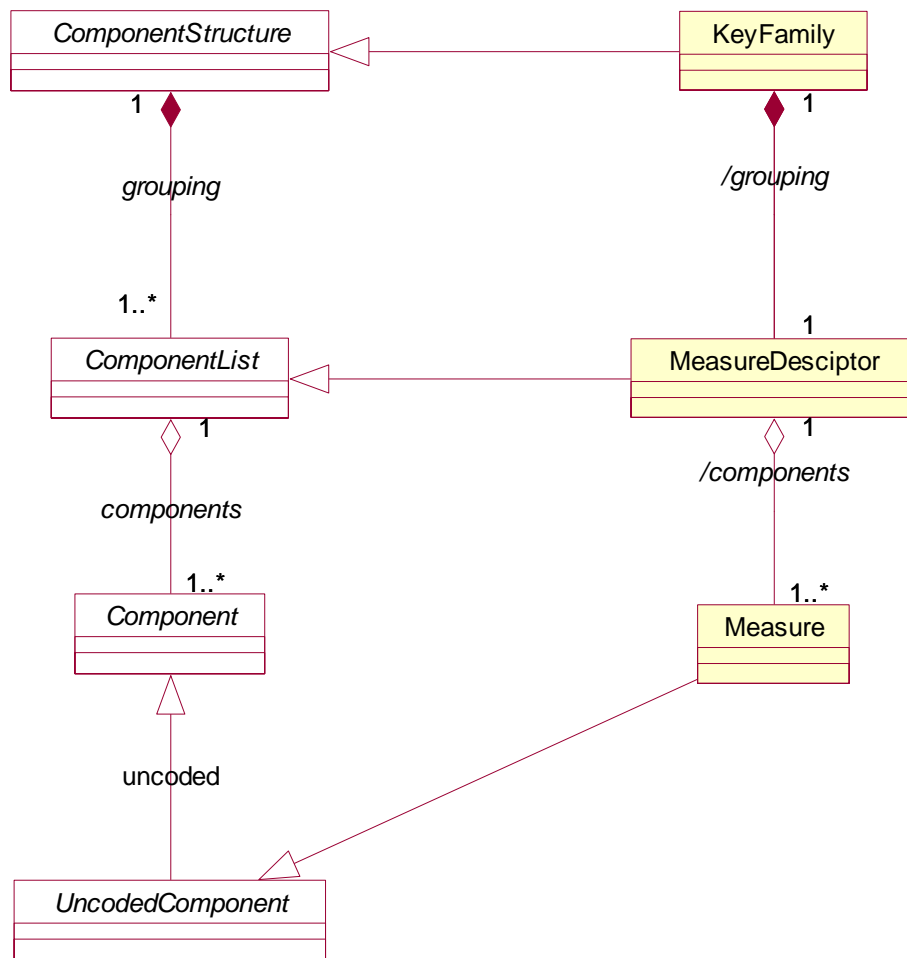 ComponentStructure
KeyFamily
1
1
grouping
/grouping
1..*
1
ComponentList
MeasureDesciptor
1
1
/components
components
1..*
1..*
Component
Measure
uncoded
UncodedComponent